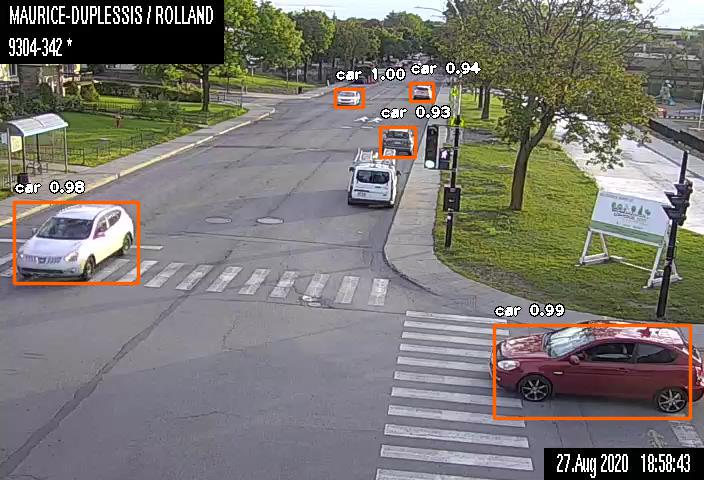 MAURICE-DUPLESSIS / ROLLAND
9304-342 *
car 1.00
car 0.94
car 0.93
car 0.98
car 0.99
27.Aug 2020 18:58:43